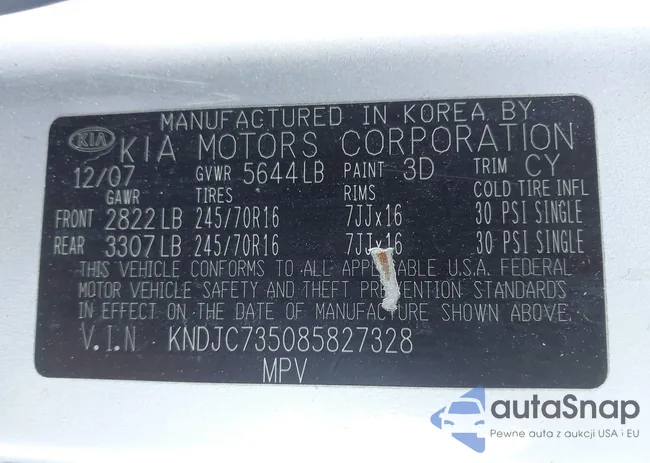 MANUFACTURED IN KOREA BY
KIA KIA MOTORS CORPORATION
12/07 GVWR 5644LB PAINT 3D TRIM CY
GAWR TIRES RIMS COLD TIRE INFL
FRONT 2822LB 245/70R16 7JJx16 30 PSI SINGLE
REAR 3307LB 245/70R16 7JJx16 30 PSI SINGLE
THIS VEHICLE CONFORMS TO ALL APPLICABLE U.S.A. FEDERAL
MOTOR VEHICLE SAFETY AND THEFT PREVENTION STANDARDS
IN EFFECT ON THE DATE OF MANUFACTURE SHOWN ABOVE.
V.I.N KNDJC735085827328
MPV
autoSnap
Pewne auta z aukcji USA i EU